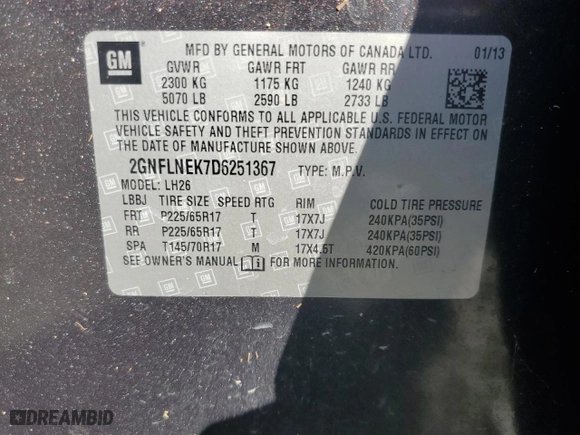 GM
MFD BY GENERAL MOTORS OF CANADA LTD. 01/13
GVWR GAWR FRT GAWR RR
2300 KG 1175 KG 1240 KG
5070 LB 2590 LB 2733 LB
THIS VEHICLE CONFORMS TO ALL APPLICABLE U.S. FEDERAL MOTOR
VEHICLE SAFETY AND THEFT PREVENTION STANDARDS IN EFFECT ON
THE DATE OF MANUFACTURE SHOWN ABOVE.
2GNFLNEK7D6251367 TYPE: M.P.V.
MODEL: LH26
LBBJ TIRE SIZE SPEED RTG RIM COLD TIRE PRESSURE
FRT P225/65R17 T 17X7J 240KPA(35PSI)
RR P225/65R17 T 17X7J 240KPA(35PSI)
SPA T145/70R17 M 17X4.5T 420KPA(60PSI)
SEE OWNER'S MANUAL FOR MORE INFORMATION.
DREAMBID